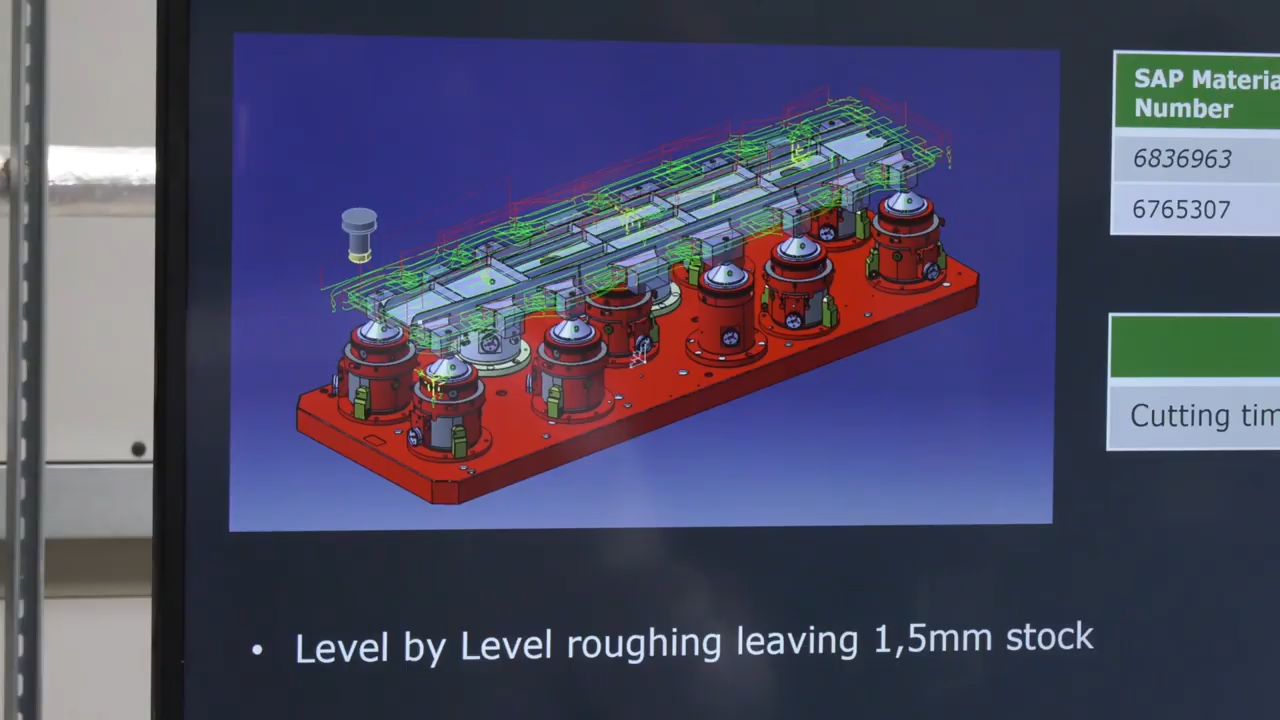 SAP Materia
Number
6836963
6765307
Cutting tim
• Level by Level roughing leaving 1,5mm stock